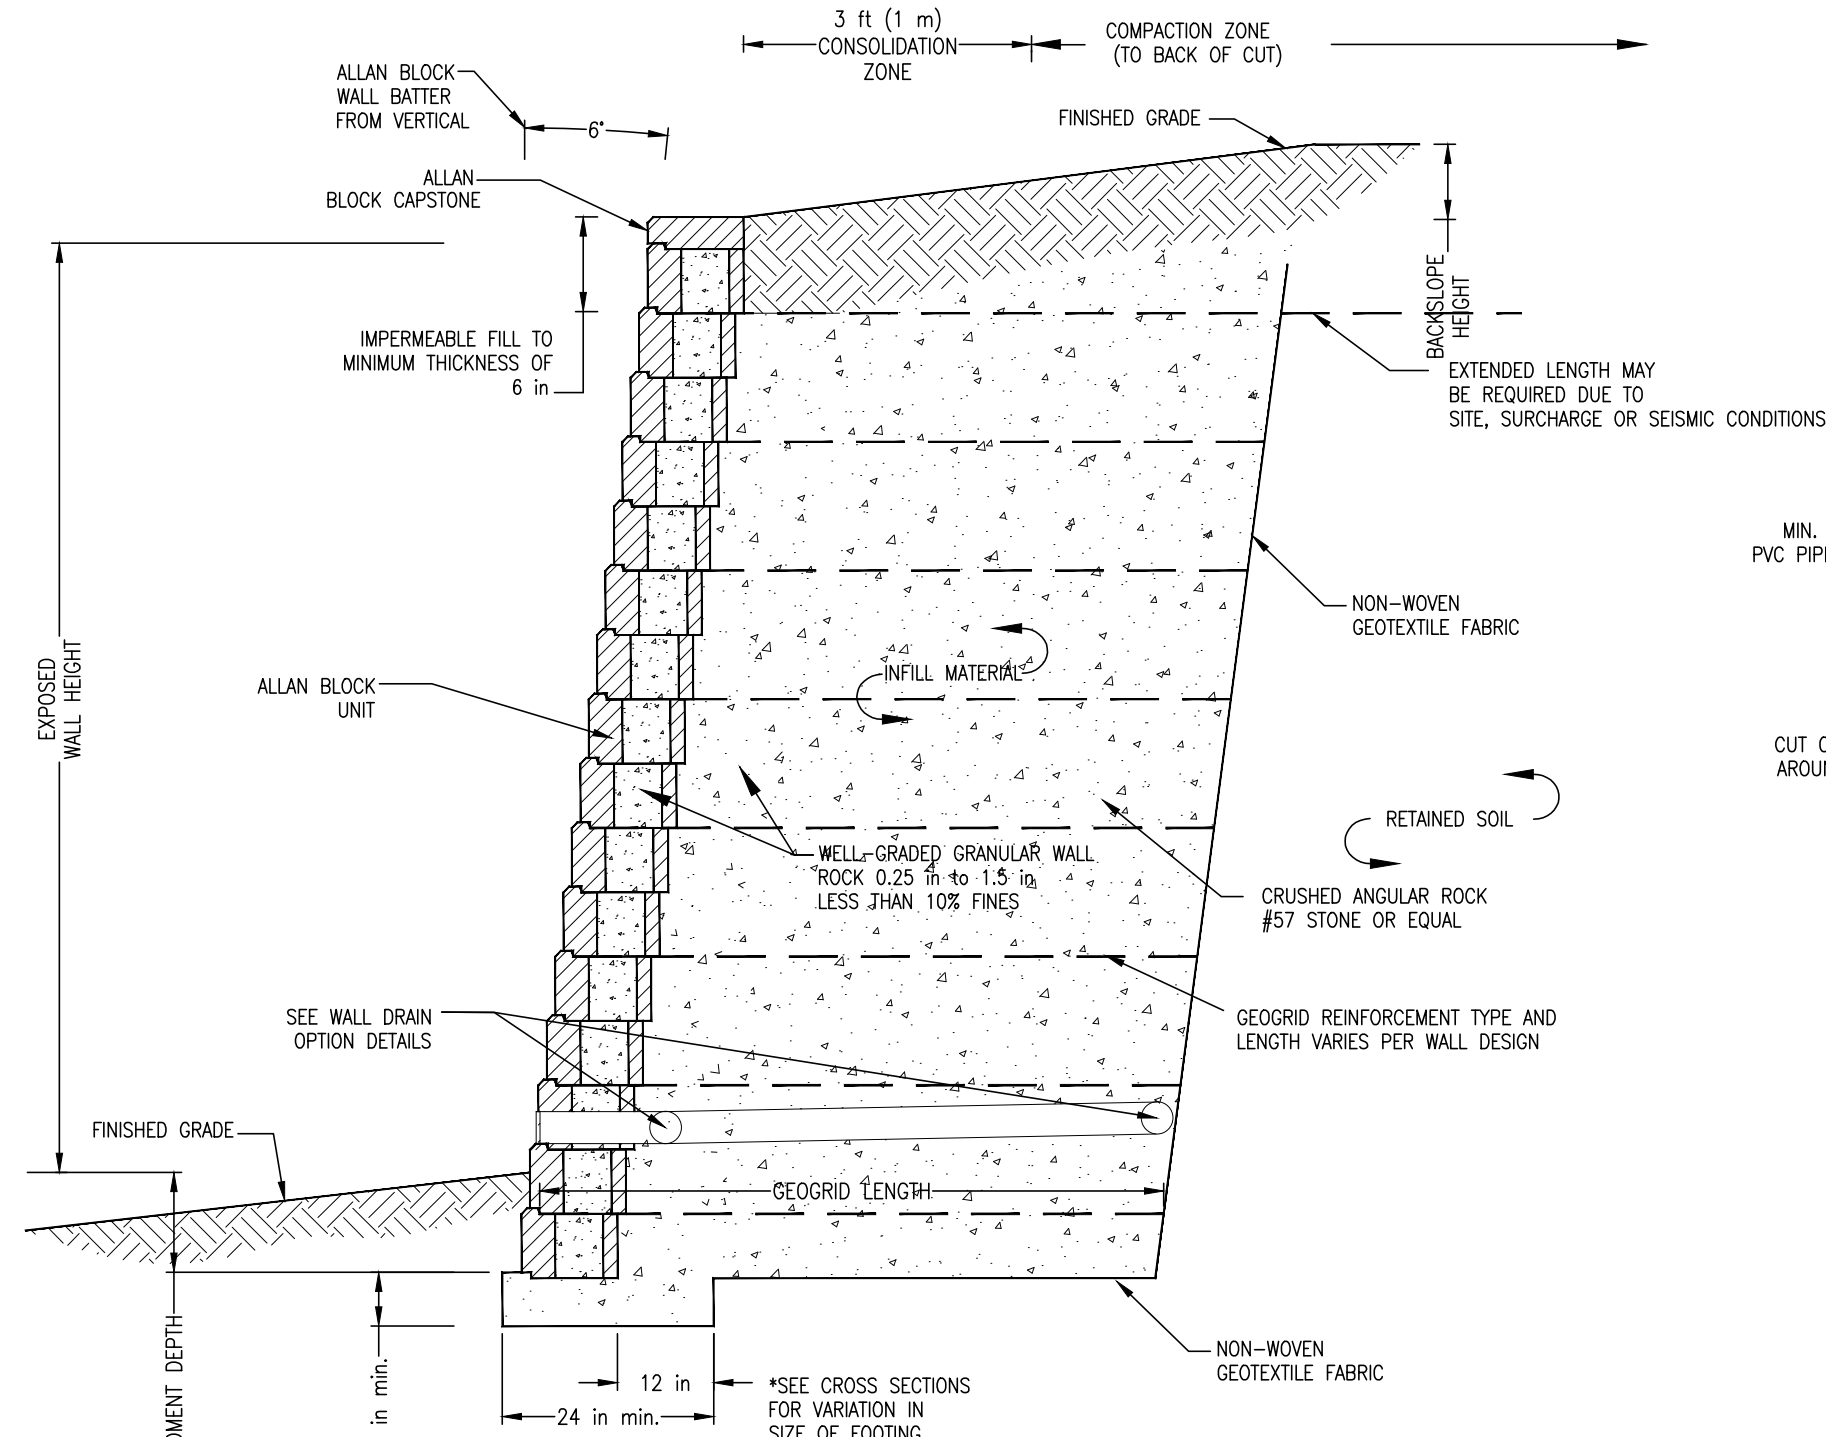 3 ft (1 m)
CONSOLIDATION
ZONE
COMPACTION ZONE
(TO BACK OF CUT)
ALLAN BLOCK
WALL BATTER
FROM VERTICAL
6°
FINISHED GRADE
ALLAN
BLOCK CAPSTONE
BACKSLOPE
HEIGHT
IMPERMEABLE FILL TO
MINIMUM THICKNESS OF
6 in
EXTENDED LENGTH MAY
BE REQUIRED DUE TO
SITE, SURCHARGE OR SEISMIC CONDITIONS
MIN.
PVC PIP
NON-WOVEN
GEOTEXTILE FABRIC
EXPOSED
WALL HEIGHT
INFILL MATERIAL
ALLAN BLOCK
UNIT
CUT
AROU
RETAINED SOIL
WELL-GRADED GRANULAR WALL
ROCK 0.25 in to 1.5 in
LESS THAN 10% FINES
CRUSHED ANGULAR ROCK
#57 STONE OR EQUAL
SEE WALL DRAIN
OPTION DETAILS
GEOGRID REINFORCEMENT TYPE AND
LENGTH VARIES PER WALL DESIGN
FINISHED GRADE
GEOGRID LENGTH
DMENT DEPTH
in min.
12 in
24 in min.
*SEE CROSS SECTIONS
FOR VARIATION IN
SIZE OF FOOTING
NON-WOVEN
GEOTEXTILE FABRIC